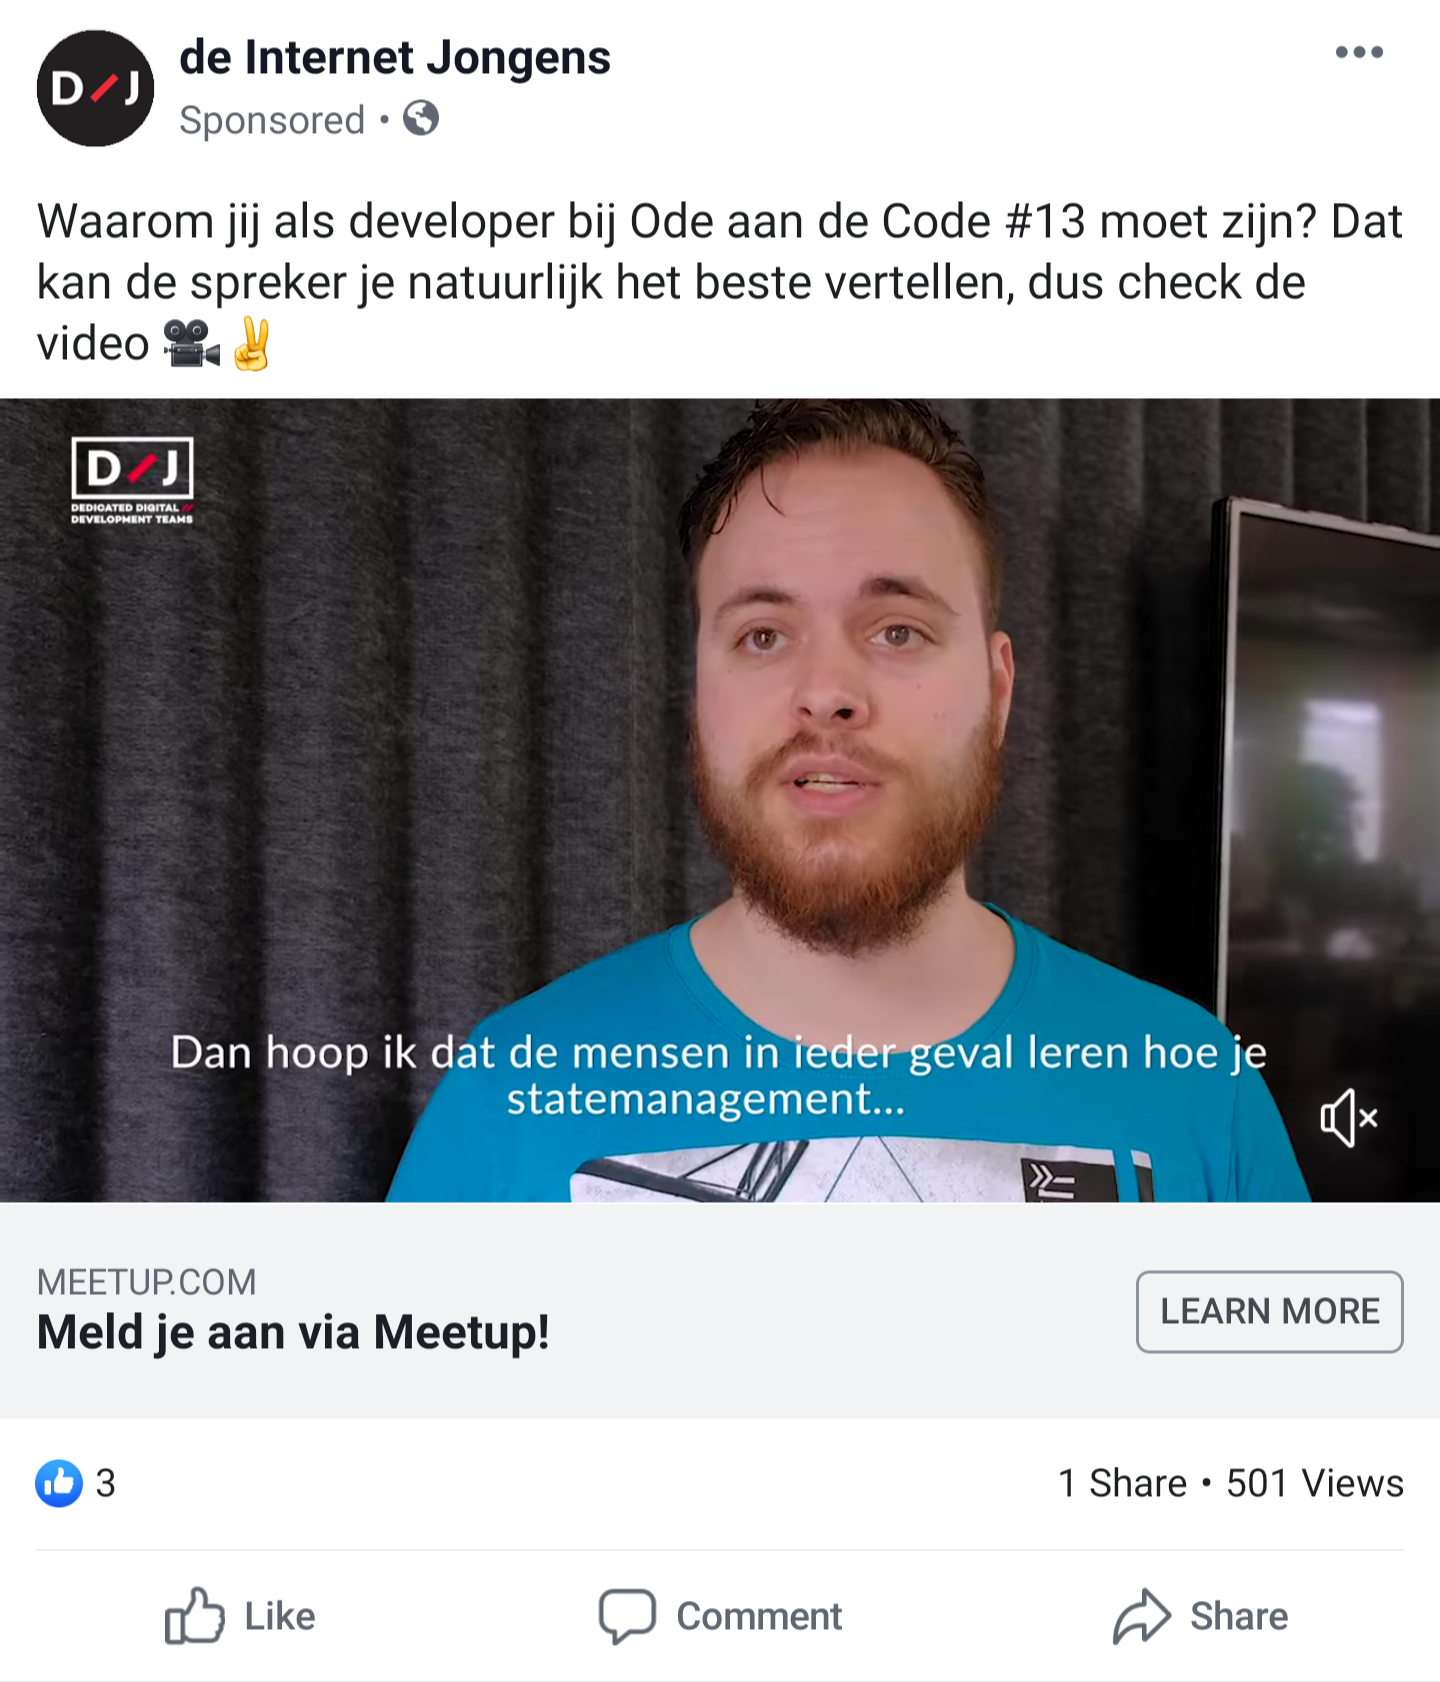 D/J
de Internet Jongens
Sponsored •
Waarom jij als developer bij Ode aan de Code #13 moet zijn? Dat
kan de spreker je natuurlijk het beste vertellen, dus check de
video 🎥✌
D/J
DEDICATED DIGITAL
DEVELOPMENT TEAMS
Dan hoop ik dat de mensen in ieder geval leren hoe je
statemanagement...
MEETUP.COM
Meld je aan via Meetup!
LEARN MORE
3
1 Share • 501 Views
Like
Comment
Share